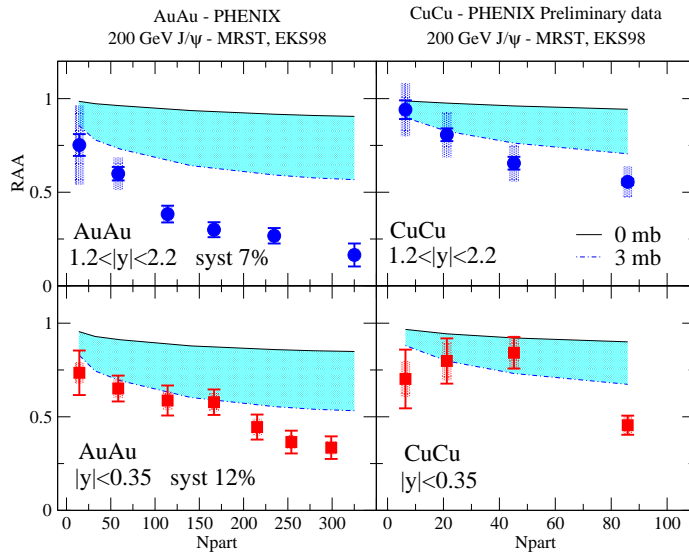 AuAu - PHENIX
200 GeV J/ψ - MRST, EKS98
CuCu - PHENIX Preliminary data
200 GeV J/ψ - MRST, EKS98
RAA
1
0.5
0
AuAu
1.2<|y|<2.2 syst 7%
CuCu
1.2<|y|<2.2
0 mb
3 mb
1
0.5
0
AuAu
|y|<0.35 syst 12%
CuCu
|y|<0.35
0 50 100 150 200 250 300
0 20 40 60 80 100
Npart
Npart